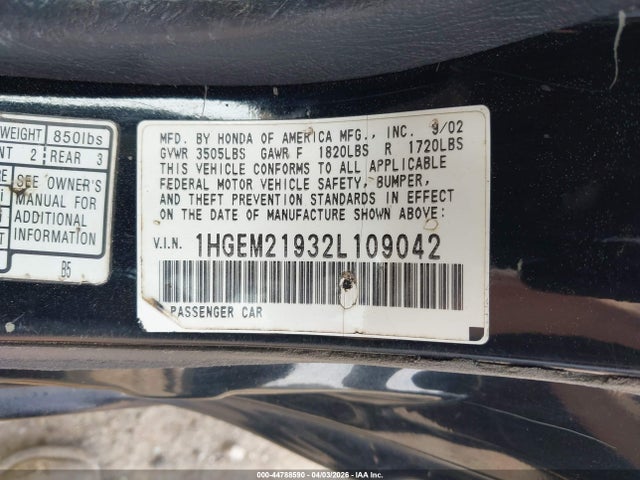 WEIGHT 850lbs
NT 2 REAR 3
RE SEE OWNER'S
MANUAL FOR
ADDITIONAL
INFORMATION
B5
MFD. BY HONDA OF AMERICA MFG., INC. 9/02
GVWR 3505LBS GAWR F 1820LBS R 1720LBS
THIS VEHICLE CONFORMS TO ALL APPLICABLE
FEDERAL MOTOR VEHICLE SAFETY, BUMPER,
AND THEFT PREVENTION STANDARDS IN EFFECT
ON THE DATE OF MANUFACTURE SHOWN ABOVE:
V.I.N. 1HGEM21932L109042
PASSENGER CAR
000-44788590 04/03/2026 IAA Inc.